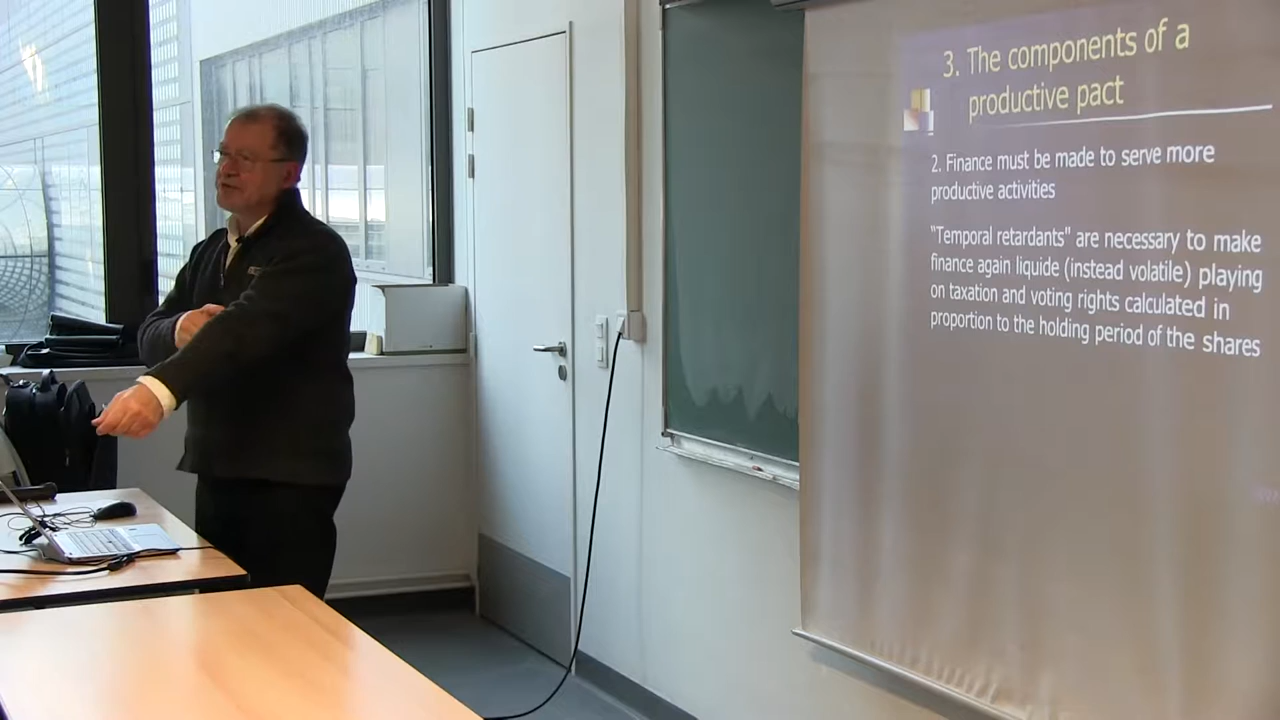 3. The components of a
productive pact
2. Finance must be made to serve more
productive activities
“Temporal retardants” are necessary to make
finance again liquide (instead volatile) playing
on taxation and voting rights calculated in
proportion to the holding period of the shares